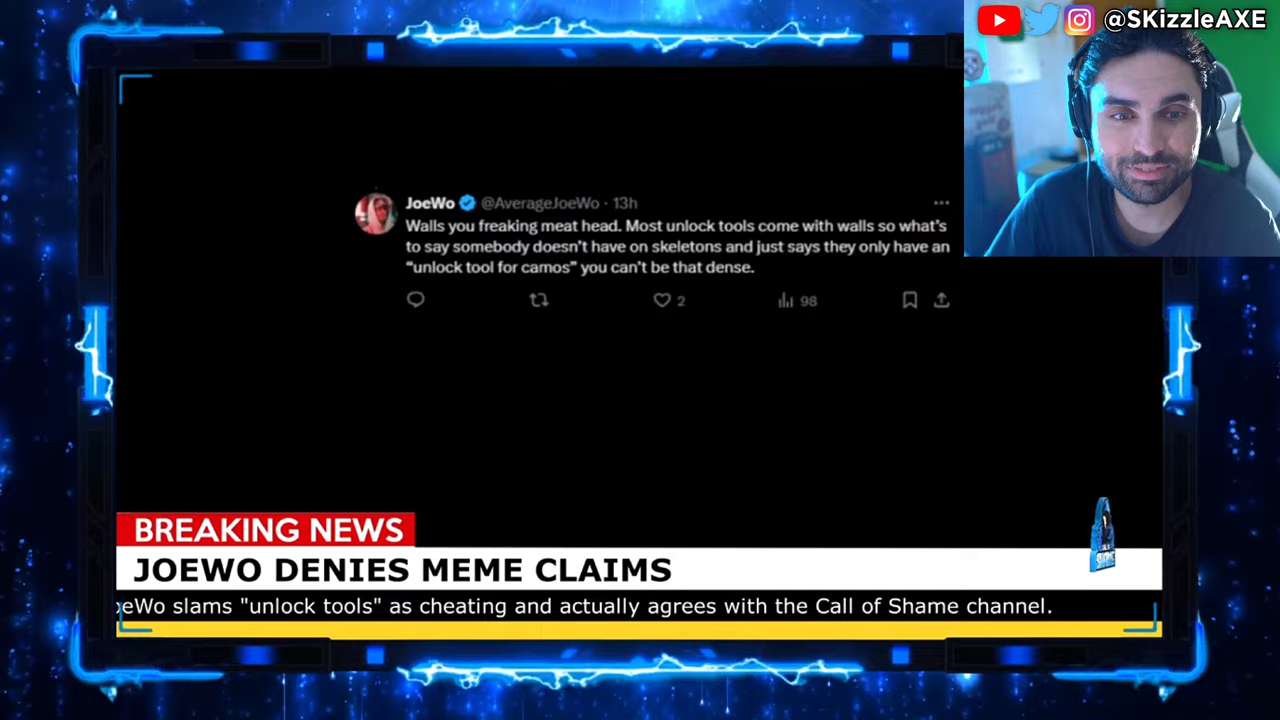 @SKizzleAXE
JoeWo @AverageJoeWo · 13h
Walls you freaking meat head. Most unlock tools come with walls so what's
to say somebody doesn't have on skeletons and just says they only have an
"unlock tool for camos" you can't be that dense.
2 98
BREAKING NEWS
JOEWO DENIES MEME CLAIMS
oeWo slams "unlock tools" as cheating and actually agrees with the Call of Shame channel.